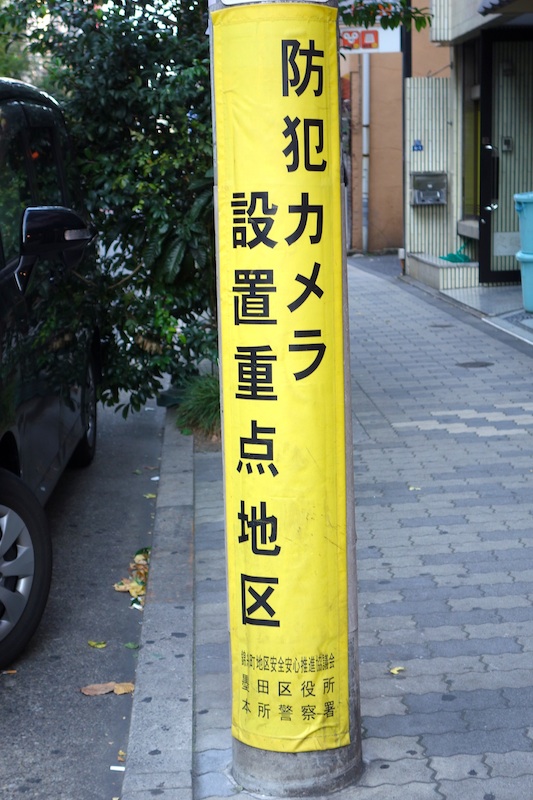 防犯カメラ
設置重点地区
錦糸町地区安全安心推進協議会
墨田区役所
本所警察署